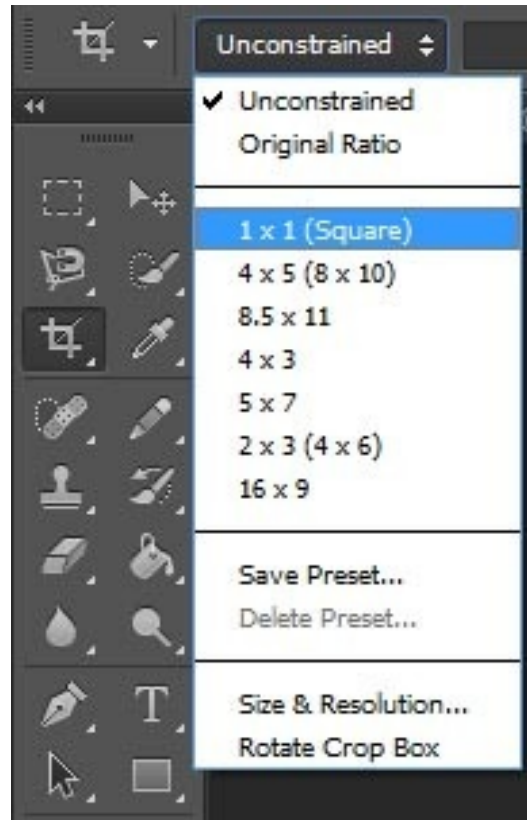 Unconstrained
Unconstrained
Original Ratio
1 x 1 (Square)
4 x 5 (8 x 10)
8.5 x 11
4 x 3
5 x 7
2 x 3 (4 x 6)
16 x 9
Save Preset...
Delete Preset...
Size & Resolution...
Rotate Crop Box